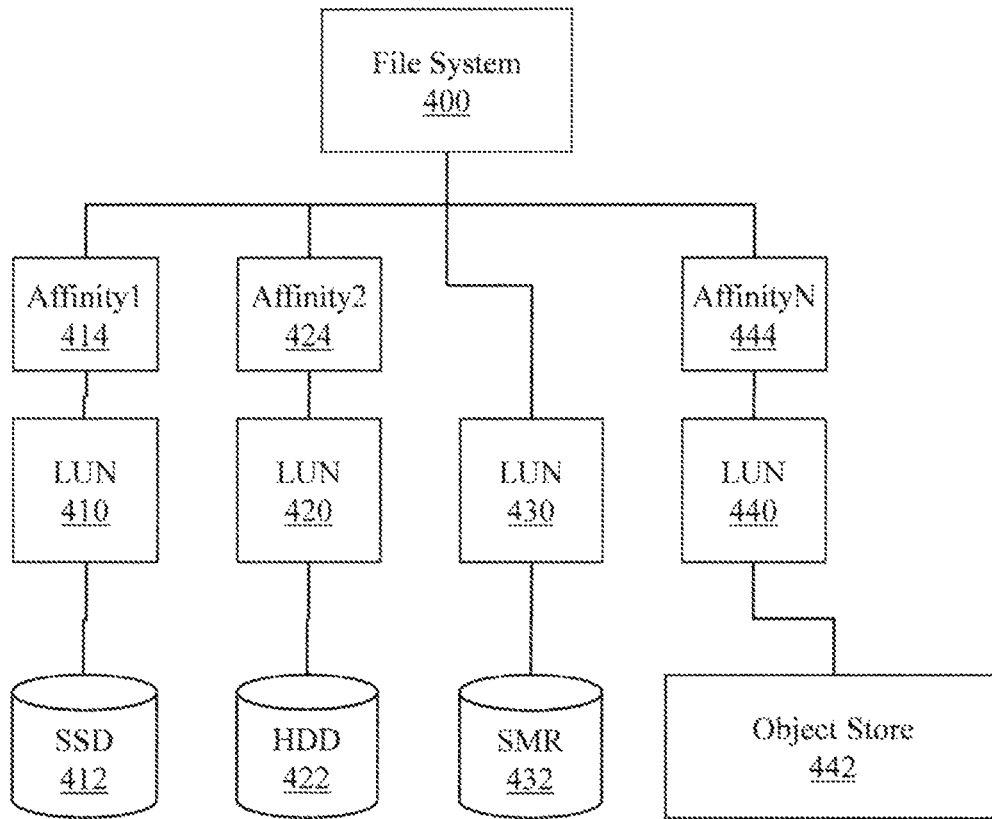 File System
400
Affinity1
414
Affinity2
424
AffinityN
444
LUN
410
LUN
420
LUN
430
LUN
440
SSD
412
HDD
422
SMR
432
Object Store
442